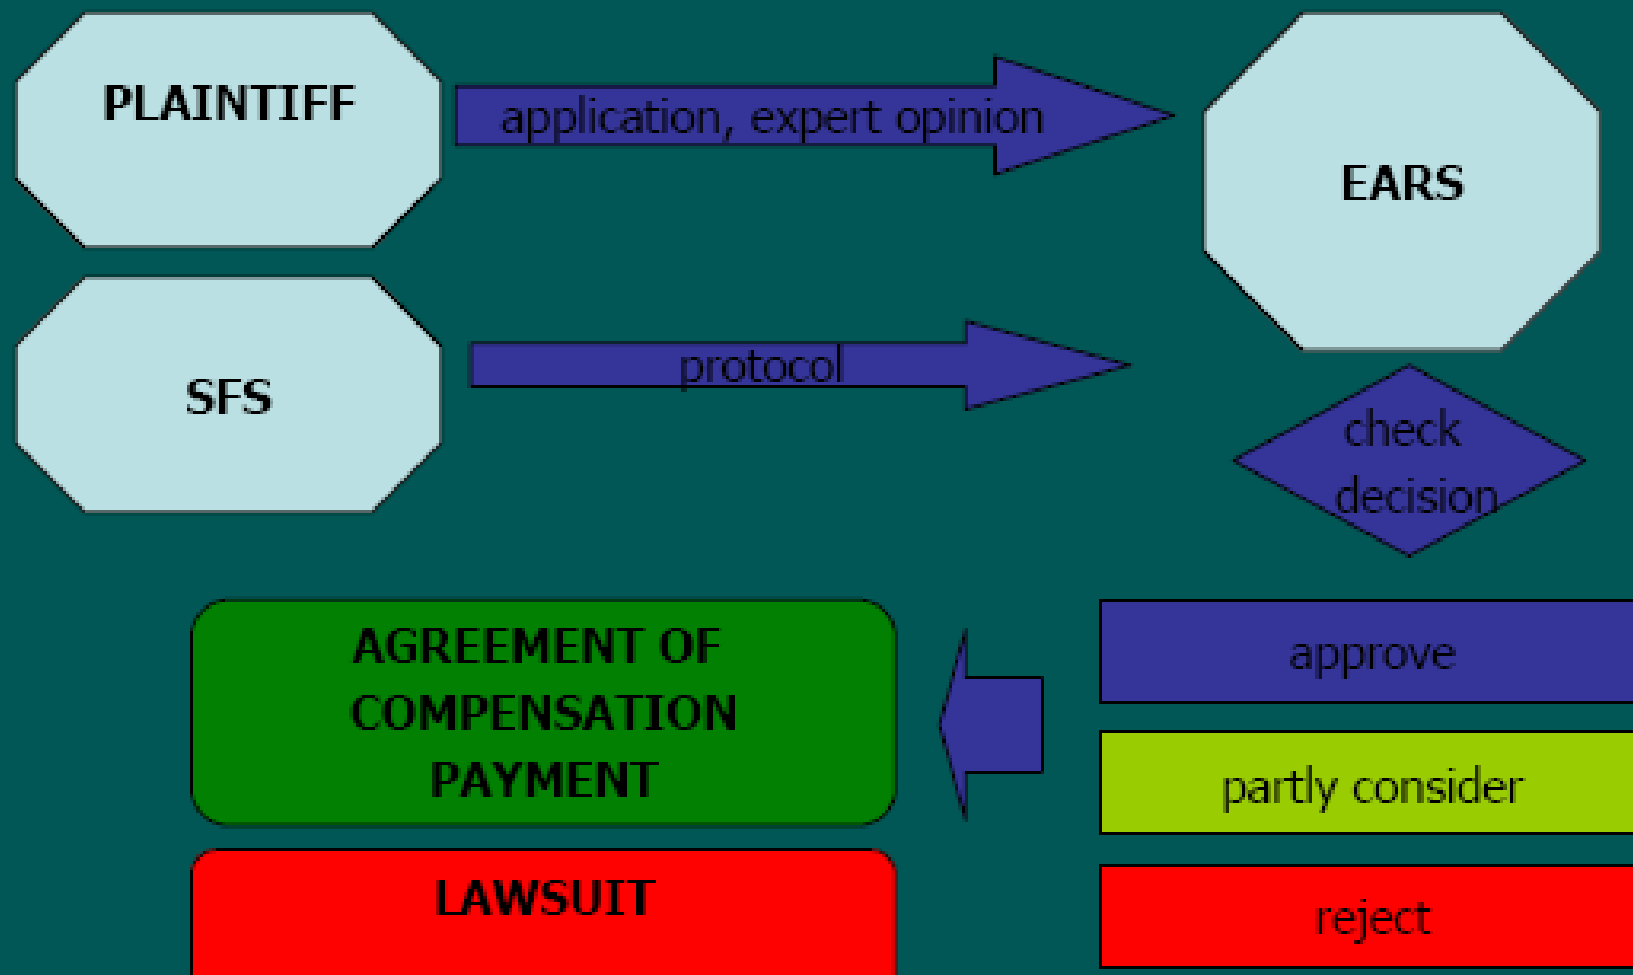 PLAINTIFF
application, expert opinion
EARS
SFS
protocol
check
decision
AGREEMENT OF
COMPENSATION
PAYMENT
approve
partly consider
LAWSUIT
reject